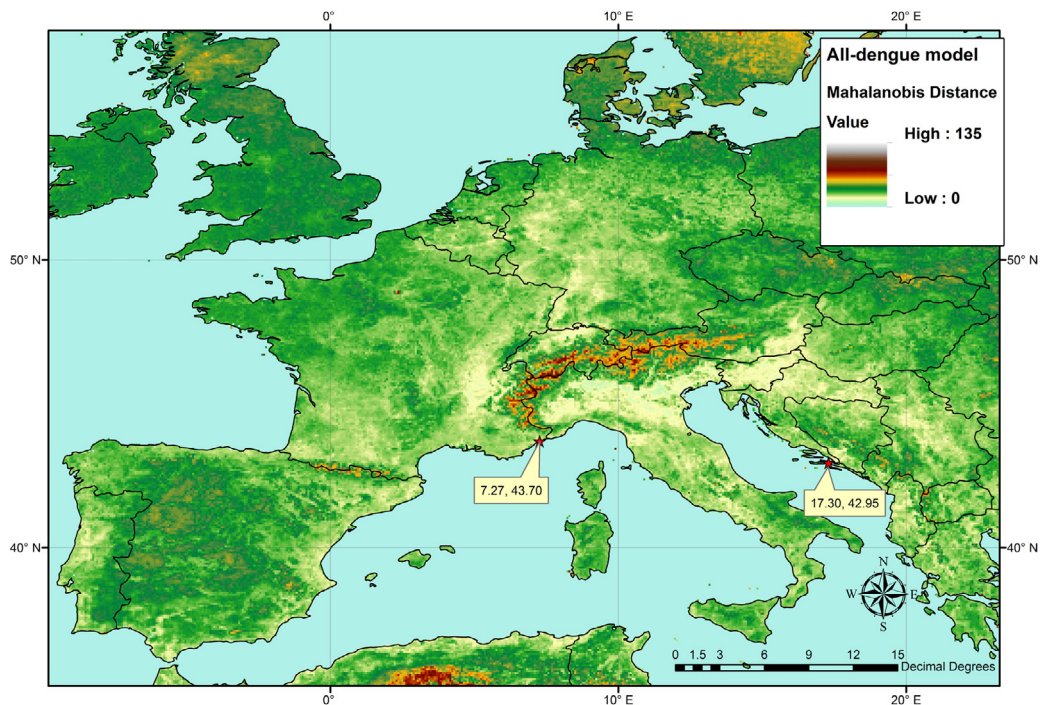 0°
10° E
20° E
All-dengue model
Mahalanobis Distance
Value
High : 135
Low : 0
50° N
50° N
7.27, 43.70
17.30, 42.95
40° N
40° N
N
W
E
S
0 1.5 3 6 9 12 15
Decimal Degrees
0°
10° E
20° E